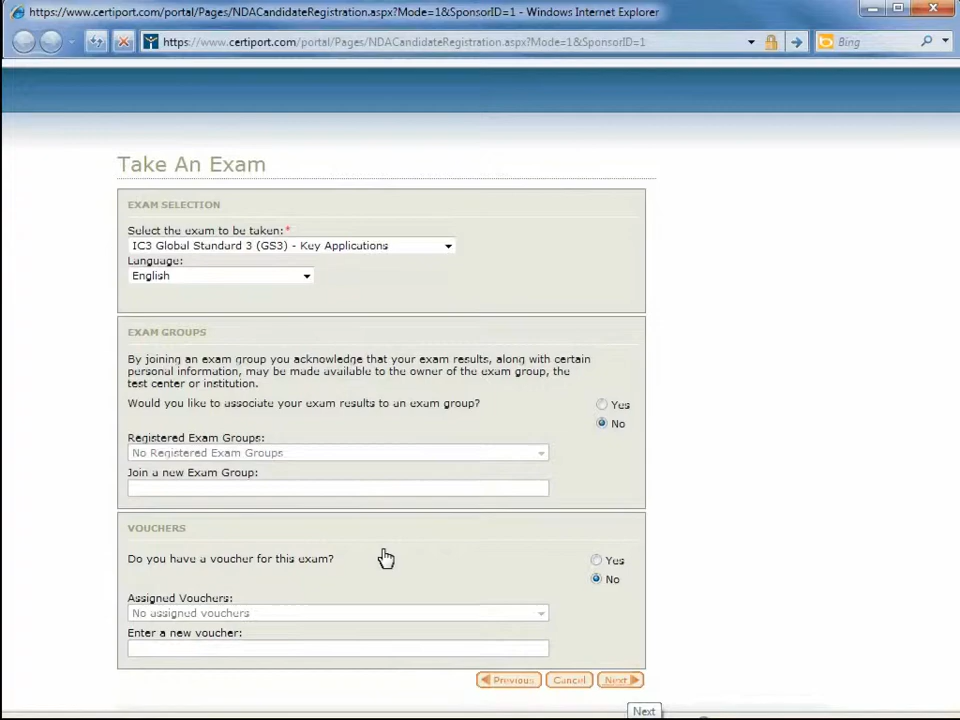 https://www.certiport.com/portal/Pages/NDACandidateRegistration.aspx?Mode=1&SponsorID=1 - Windows Internet Explorer
https://www.certiport.com/portal/Pages/NDACandidateRegistration.aspx?Mode=1&SponsorID=1
Bing
Take An Exam
EXAM SELECTION
Select the exam to be taken: *
IC3 Global Standard 3 (GS3) - Key Applications
Language:
English
EXAM GROUPS
By joining an exam group you acknowledge that your exam results, along with certain
personal information, may be made available to the owner of the exam group, the
test center or institution.
Would you like to associate your exam results to an exam group?
Yes
No
Registered Exam Groups:
No Registered Exam Groups
Join a new Exam Group:
VOUCHERS
Do you have a voucher for this exam?
Yes
No
Assigned Vouchers:
No assigned vouchers
Enter a new voucher:
Previous Cancel Next
Next